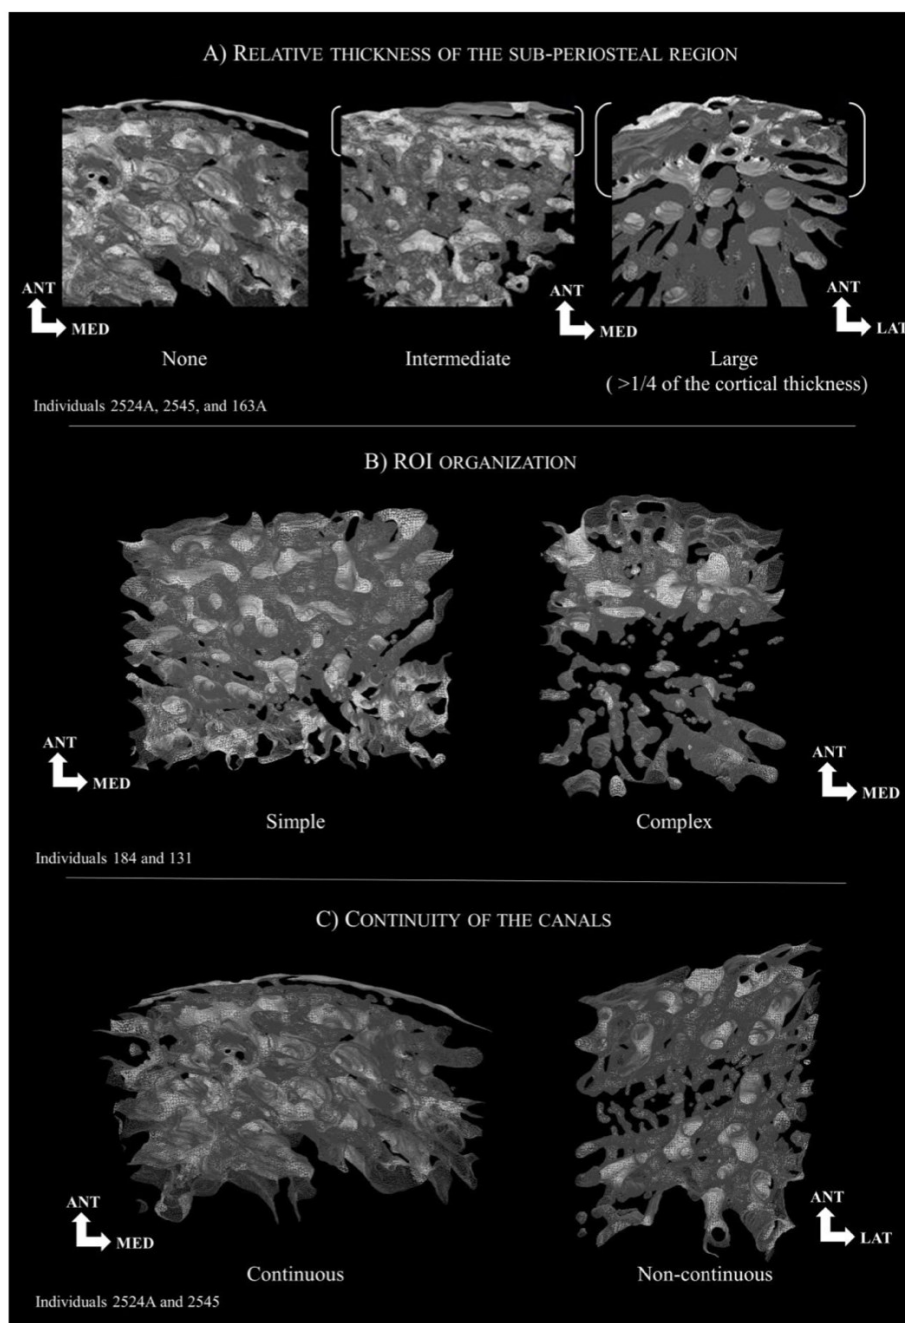 A) RELATIVE THICKNESS OF THE SUB-PERIOSTEAL REGION
ANT
MED
ANT
MED
ANT
LAT
None
Intermediate
Large
( >1/4 of the cortical thickness)
Individuals 2524A, 2545, and 163A
B) ROI ORGANIZATION
ANT
MED
ANT
MED
Simple
Complex
Individuals 184 and 131
C) CONTINUITY OF THE CANALS
ANT
MED
ANT
LAT
Continuous
Non-continuous
Individuals 2524A and 2545